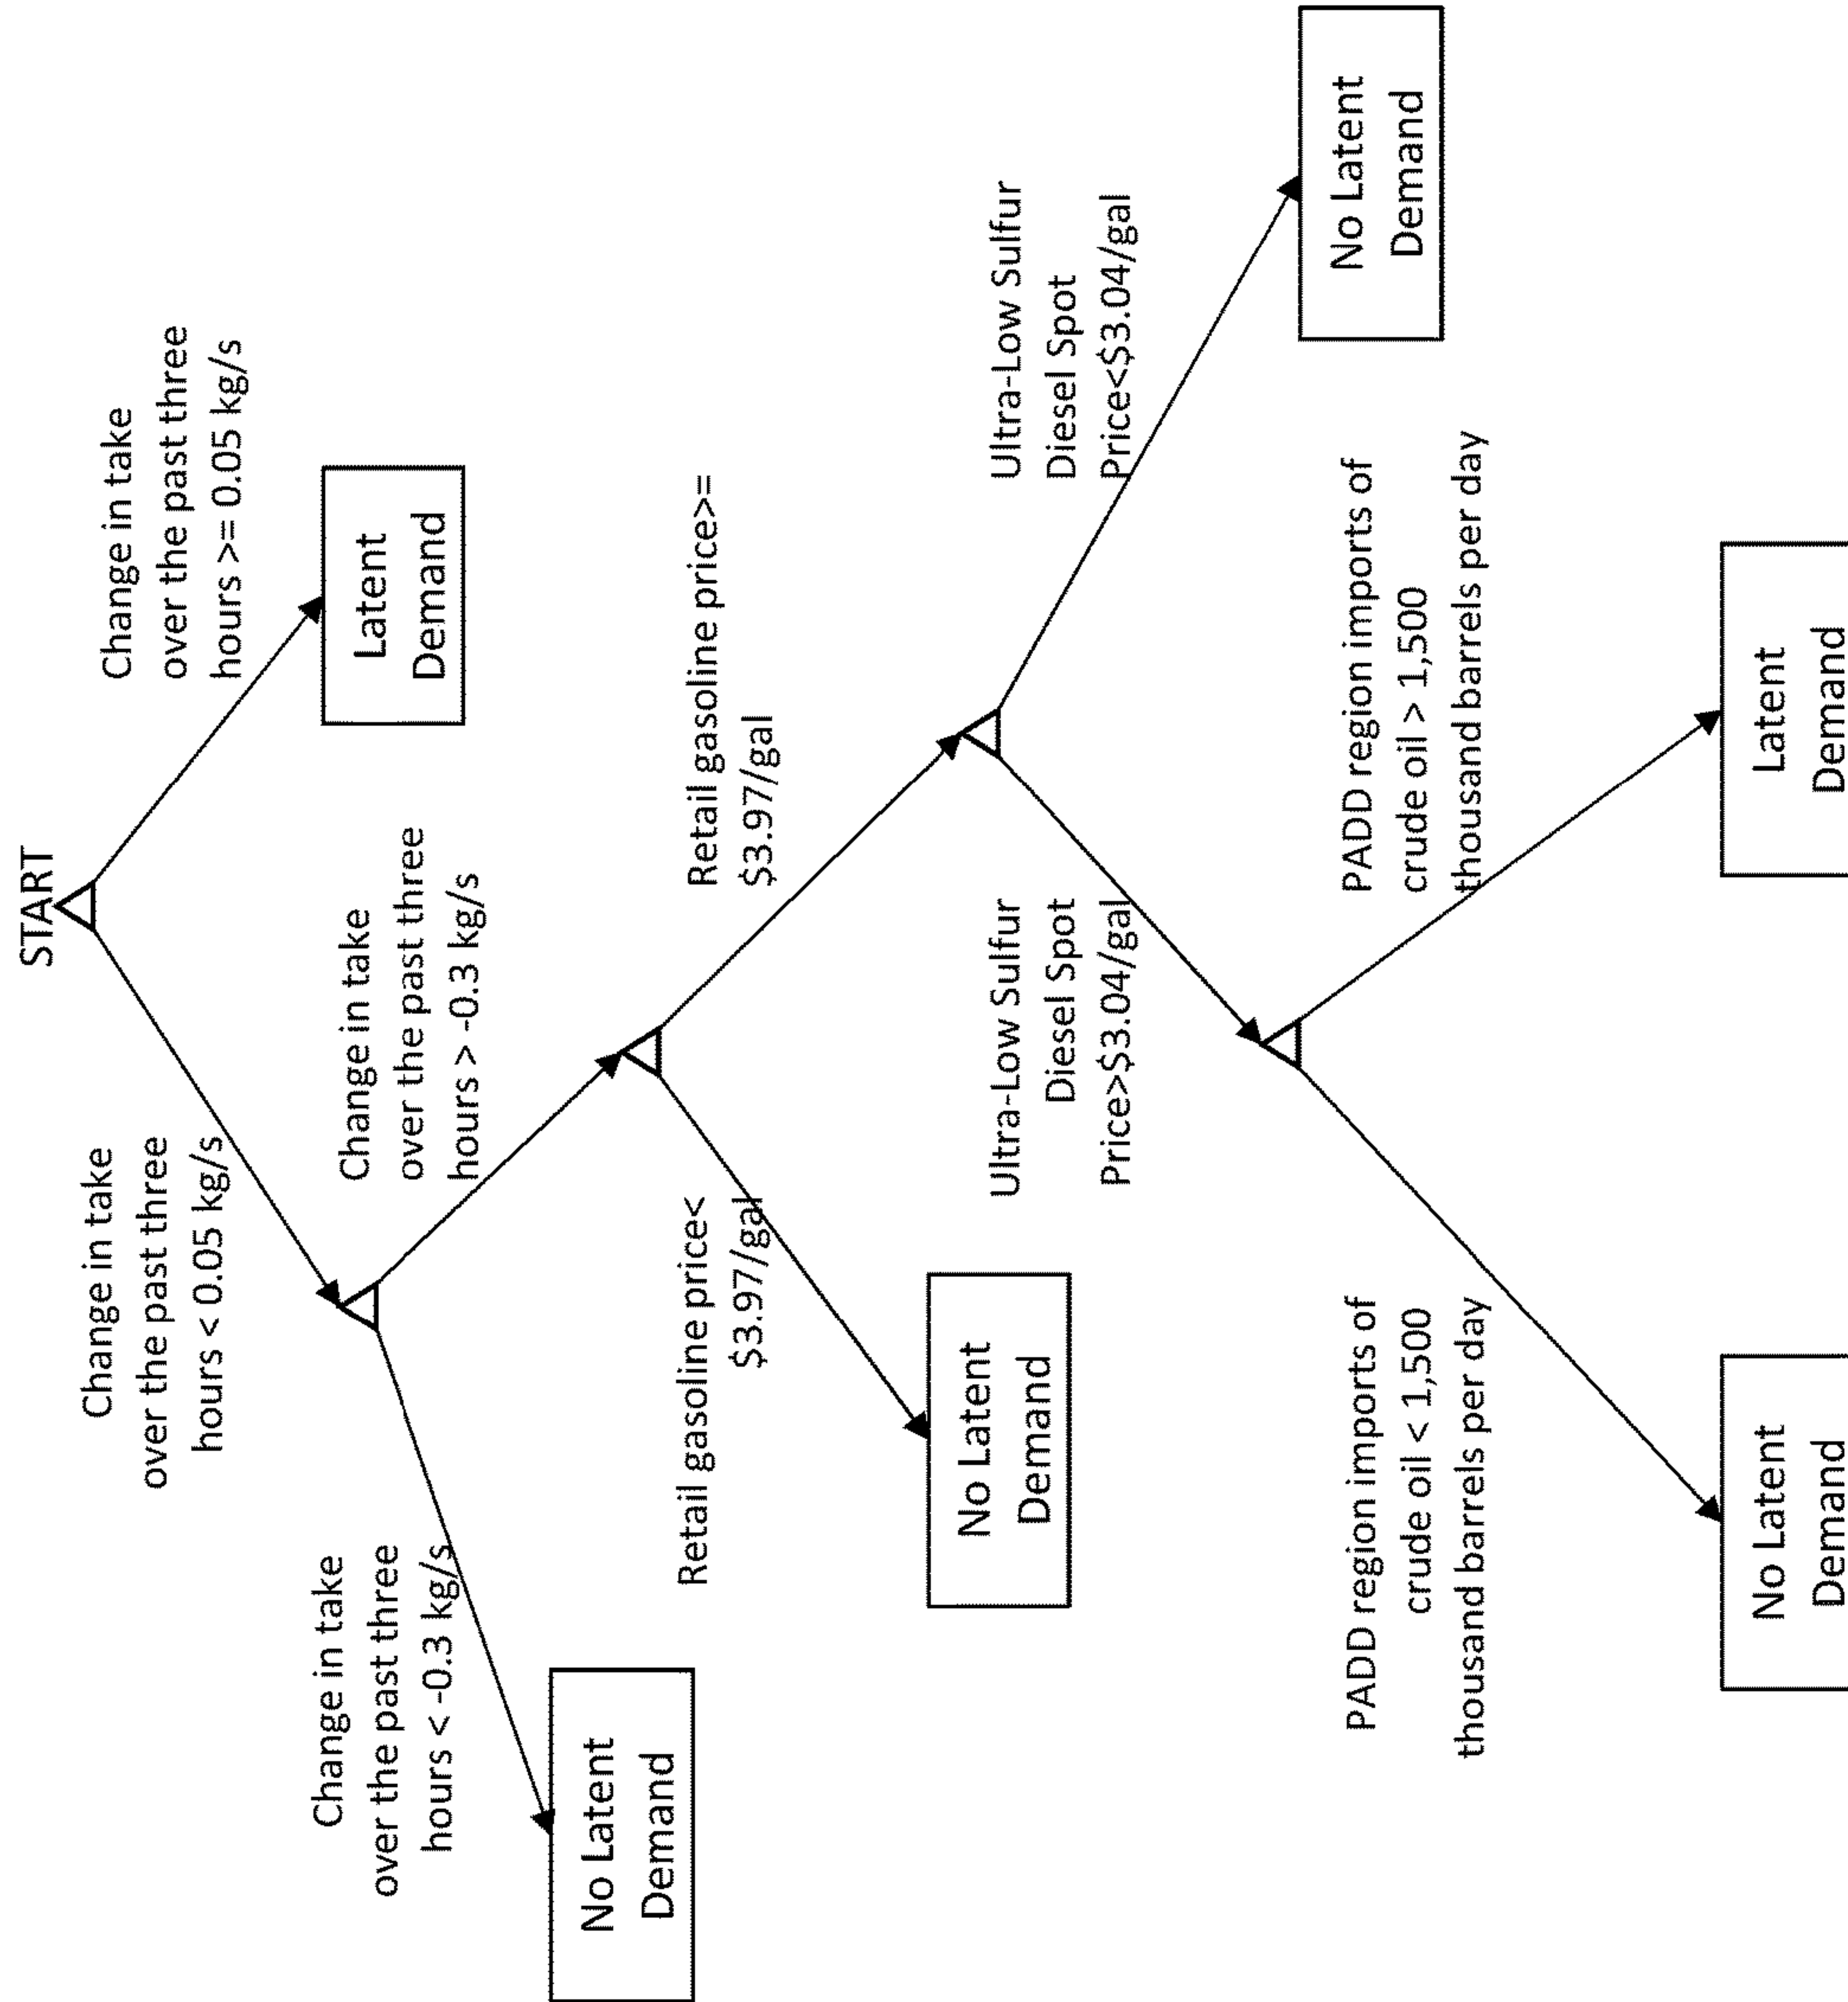 START
Change in take
over the past three
hours < 0.05 kg/s
Change in take
over the past three
hours >= 0.05 kg/s
Latent
Demand
Change in take
over the past three
hours < -0.3 kg/s
Change in take
over the past three
hours > -0.3 kg/s
No Latent
Demand
Retail gasoline price<
$3.97/gal
Retail gasoline price>=
$3.97/gal
No Latent
Demand
Ultra-Low Sulfur
Diesel Spot
Price>$3.04/gal
Ultra-Low Sulfur
Diesel Spot
Price<$3.04/gal
No Latent
Demand
PADD region imports of
crude oil < 1,500
thousand barrels per day
PADD region imports of
crude oil > 1,500
thousand barrels per day
No Latent
Demand
Latent
Demand